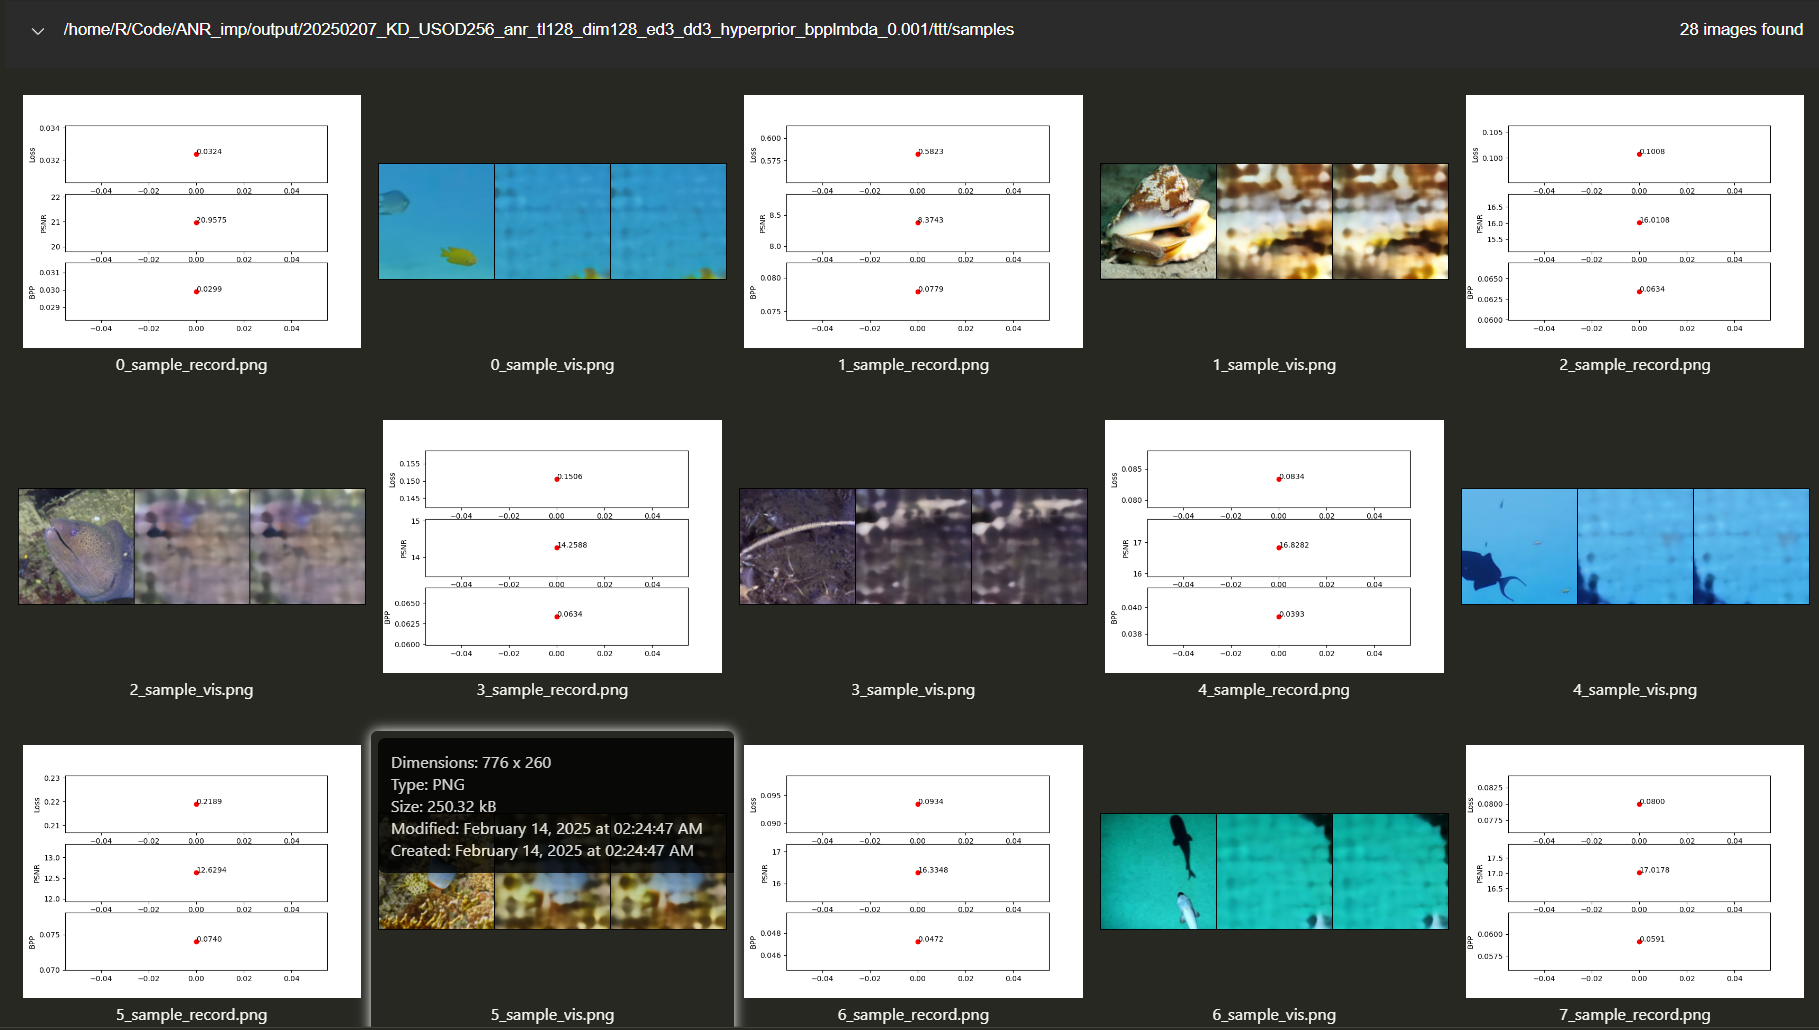 /home/R/Code/ANR_imp/output/20250207_KD_USOD256_anr_tl128_dim128_ed3_dd3_hyperprior_bpplmbda_0.001/ttt/samples
28 images found
0.034
0.032
Loss
0.0324
−0.04 −0.02 0.00 0.02 0.04
22
21
20
PSNR
20.9575
−0.04 −0.02 0.00 0.02 0.04
0.031
0.030
0.029
BPP
0.0299
−0.04 −0.02 0.00 0.02 0.04
0_sample_record.png
0_sample_vis.png
0.600
0.575
Loss
0.5823
−0.04 −0.02 0.00 0.02 0.04
8.5
8.0
PSNR
8.3743
−0.04 −0.02 0.00 0.02 0.04
0.080
0.075
BPP
0.0779
−0.04 −0.02 0.00 0.02 0.04
1_sample_record.png
1_sample_vis.png
0.105
0.100
Loss
0.1008
−0.04 −0.02 0.00 0.02 0.04
16.5
16.0
15.5
PSNR
16.0108
−0.04 −0.02 0.00 0.02 0.04
0.0650
0.0625
0.0600
BPP
0.0634
−0.04 −0.02 0.00 0.02 0.04
2_sample_record.png
2_sample_vis.png
0.155
0.150
0.145
Loss
0.1506
−0.04 −0.02 0.00 0.02 0.04
15
14
PSNR
14.2588
−0.04 −0.02 0.00 0.02 0.04
0.0650
0.0625
0.0600
BPP
0.0634
−0.04 −0.02 0.00 0.02 0.04
3_sample_record.png
3_sample_vis.png
0.085
0.080
Loss
0.0834
−0.04 −0.02 0.00 0.02 0.04
17
16
PSNR
16.8282
−0.04 −0.02 0.00 0.02 0.04
0.040
0.038
BPP
0.0393
−0.04 −0.02 0.00 0.02 0.04
4_sample_record.png
4_sample_vis.png
0.23
0.22
0.21
Loss
0.2189
−0.04 −0.02 0.00 0.02 0.04
13.0
12.5
12.0
PSNR
12.6294
−0.04 −0.02 0.00 0.02 0.04
0.075
0.070
BPP
0.0740
−0.04 −0.02 0.00 0.02 0.04
5_sample_record.png
Dimensions: 776 x 260
Type: PNG
Size: 250.32 kB
Modified: February 14, 2025 at 02:24:47 AM
Created: February 14, 2025 at 02:24:47 AM
5_sample_vis.png
0.095
0.090
Loss
0.0934
−0.04 −0.02 0.00 0.02 0.04
17
16
PSNR
16.3348
−0.04 −0.02 0.00 0.02 0.04
0.048
0.046
BPP
0.0472
−0.04 −0.02 0.00 0.02 0.04
6_sample_record.png
6_sample_vis.png
0.0825
0.0800
0.0775
Loss
0.0800
−0.04 −0.02 0.00 0.02 0.04
17.5
17.0
16.5
PSNR
17.0178
−0.04 −0.02 0.00 0.02 0.04
0.0600
0.0575
BPP
0.0591
−0.04 −0.02 0.00 0.02 0.04
7_sample_record.png